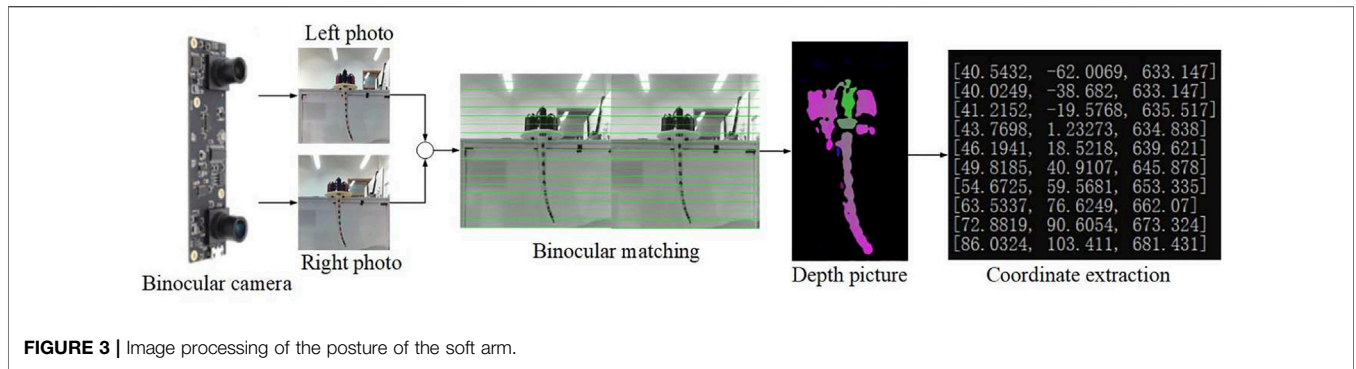 Left photo
Right photo
Binocular camera
Binocular matching
Depth picture
[40.5432, -62.0069, 633.147]
[40.0249, -38.682, 633.147]
[41.2152, -19.5768, 635.517]
[43.7698, 1.23273, 634.838]
[46.1941, 18.5218, 639.621]
[49.8185, 40.9107, 645.878]
[54.6725, 59.5681, 653.335]
[63.5337, 76.6249, 662.07]
[72.8819, 90.6054, 673.324]
[86.0324, 103.411, 681.431]
Coordinate extraction
FIGURE 3 | Image processing of the posture of the soft arm.